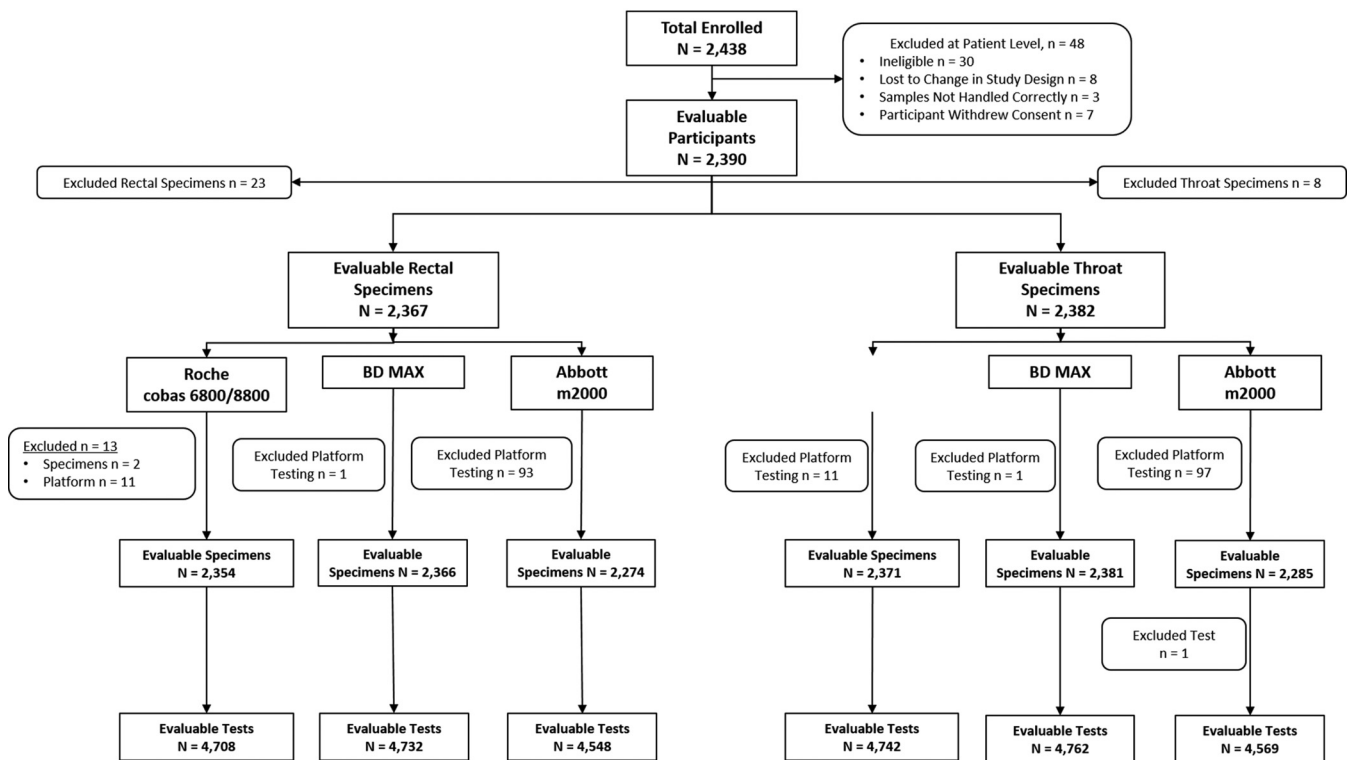 Total Enrolled
N = 2,438
Excluded at Patient Level, n = 48
• Ineligible n = 30
• Lost to Change in Study Design n = 8
• Samples Not Handled Correctly n = 3
• Participant Withdrew Consent n = 7
Evaluable
Participants
N = 2,390
Excluded Rectal Specimens n = 23
Excluded Throat Specimens n = 8
Evaluable Rectal
Specimens
N = 2,367
Evaluable Throat
Specimens
N = 2,382
Roche
cobas 6800/8800
BD MAX
Abbott
m2000
BD MAX
Abbott
m2000
Excluded n = 13
• Specimens n = 2
• Platform n = 11
Excluded Platform
Testing n = 1
Excluded Platform
Testing n = 93
Excluded Platform
Testing n = 11
Excluded Platform
Testing n = 1
Excluded Platform
Testing n = 97
Evaluable Specimens
N = 2,354
Evaluable
Specimens N = 2,366
Evaluable
Specimens N = 2,274
Evaluable Specimens
N = 2,371
Evaluable
Specimens N = 2,381
Evaluable
Specimens N = 2,285
Excluded Test
n = 1
Evaluable Tests
N = 4,708
Evaluable Tests
N = 4,732
Evaluable Tests
N = 4,548
Evaluable Tests
N = 4,742
Evaluable Tests
N = 4,762
Evaluable Tests
N = 4,569